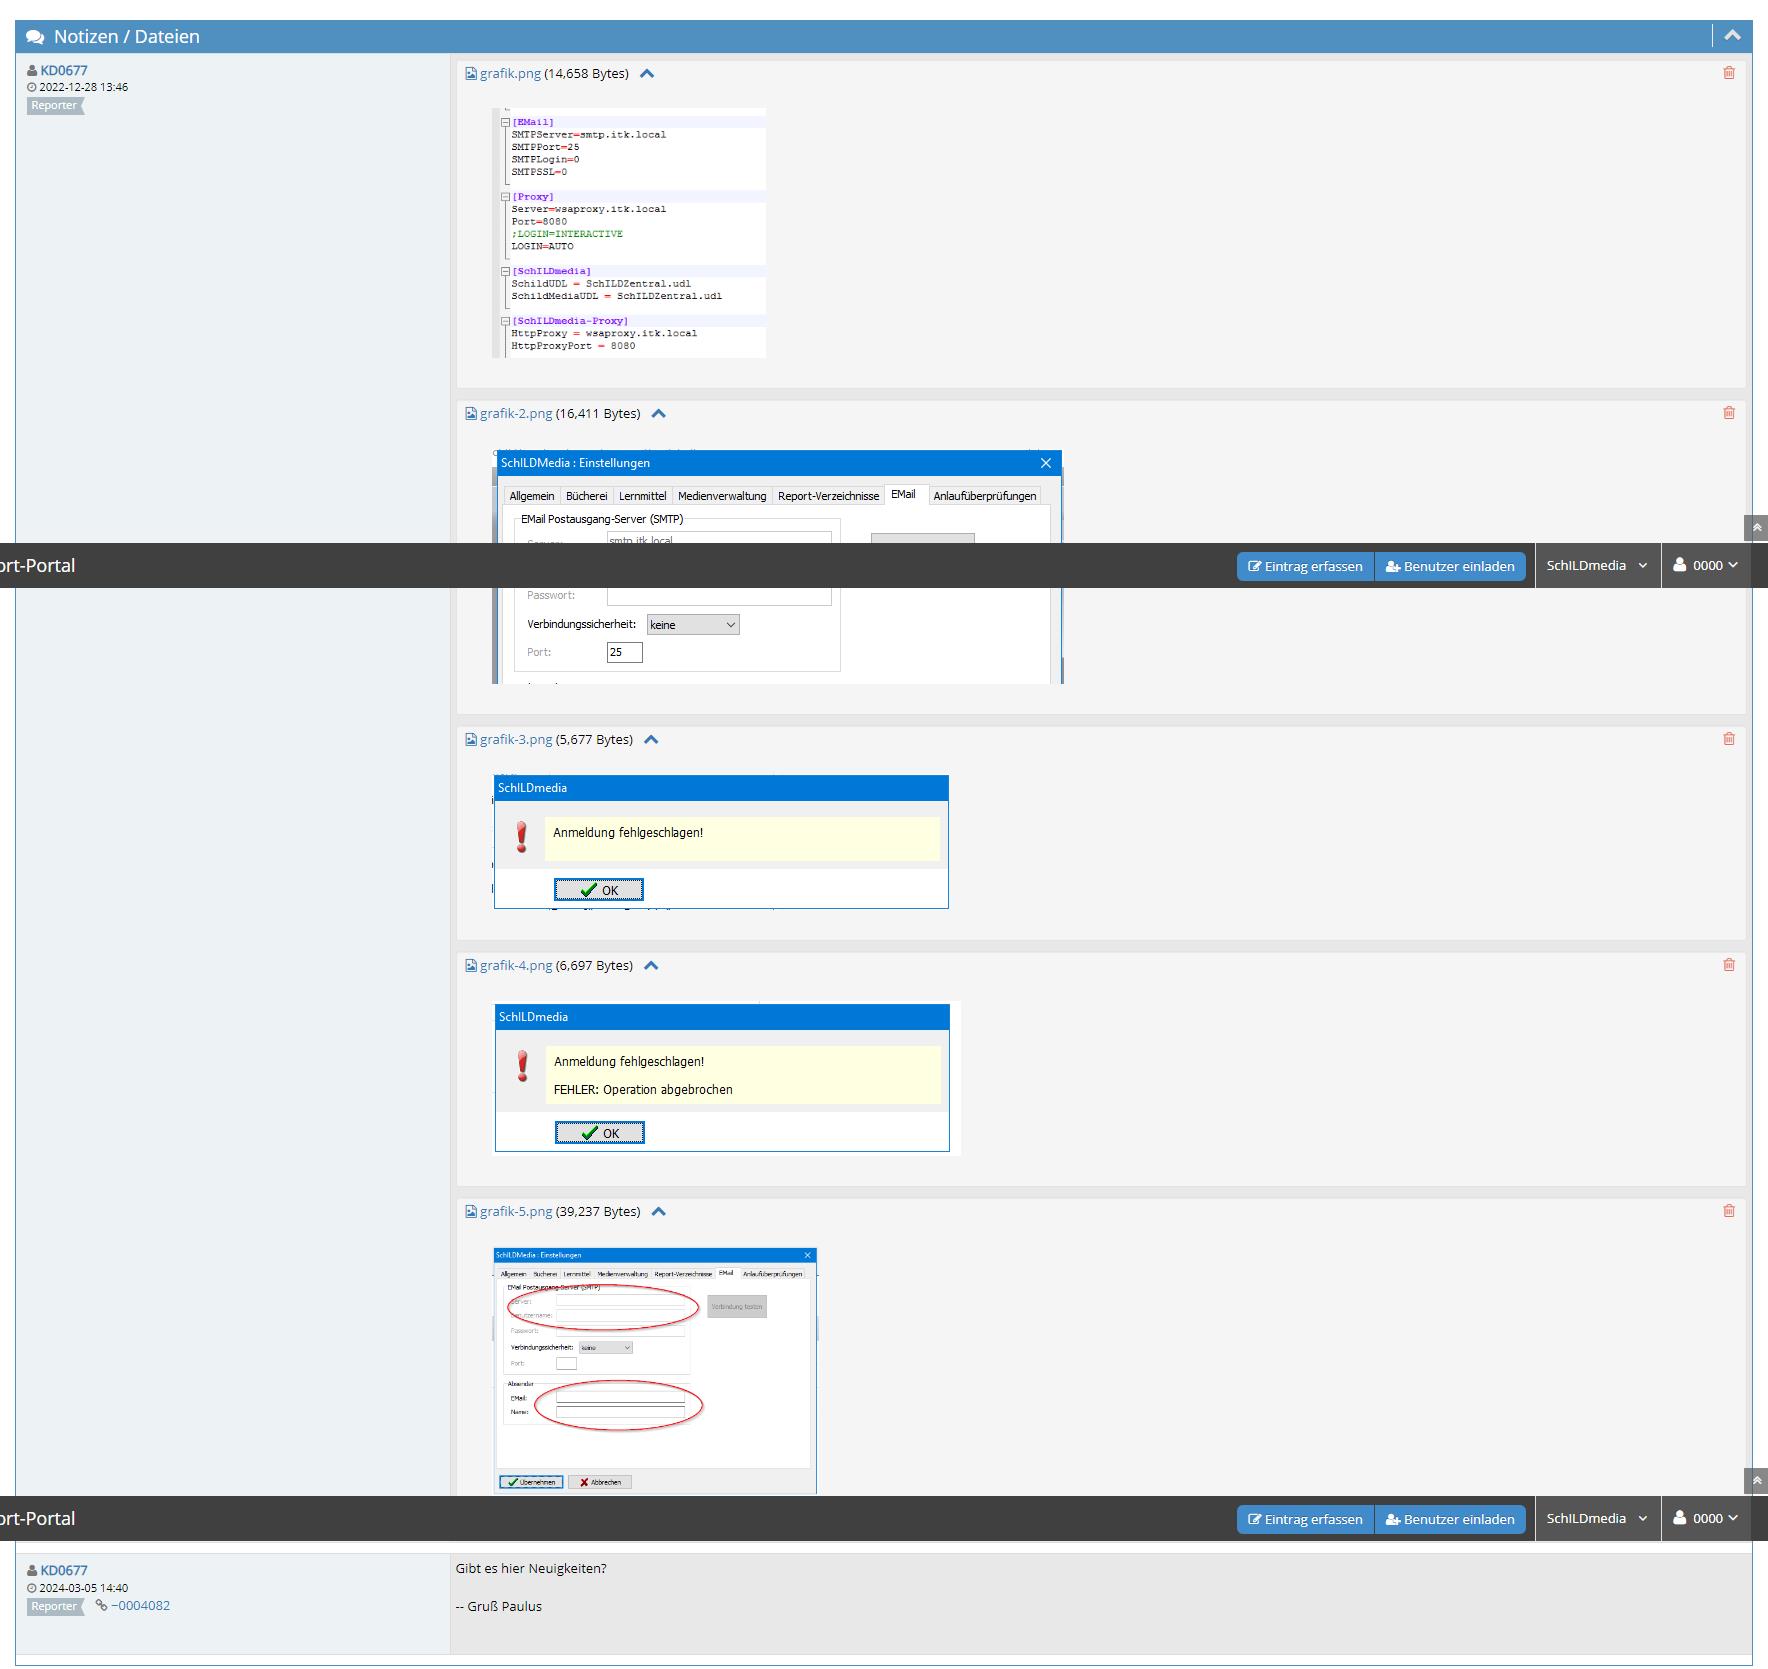 Notizen / Dateien
KD0677
2022-12-28 13:46
Reporter
grafik.png (14,658 Bytes)
[EMail]
SMTPServer=smtp.itk.local
SMTPPort=25
SMTPLogin=0
SMTPSSL=0
[Proxy]
Server=wsaproxy.itk.local
Port=8080
;LOGIN=INTERACTIVE
LOGIN=AUTO
[SchILDmedia]
SchildUDL = SchILDZentral.udl
SchildMediaUDL = SchILDZentral.udl
[SchILDmedia-Proxy]
HttpProxy = wsaproxy.itk.local
HttpProxyPort = 8080
grafik-2.png (16,411 Bytes)
SchILDMedia : Einstellungen
Allgemein Bücherei Lernmittel Medienverwaltung Report-Verzeichnisse EMail Anlaufüberprüfungen
EMail Postausgang-Server (SMTP)
smtp.itk.local
ort-Portal
Eintrag erfassen Benutzer einladen SchILDmedia 0000
Passwort:
Verbindungssicherheit: keine
Port: 25
grafik-3.png (5,677 Bytes)
SchILDmedia
Anmeldung fehlgeschlagen!
OK
grafik-4.png (6,697 Bytes)
SchILDmedia
Anmeldung fehlgeschlagen!
FEHLER: Operation abgebrochen
OK
grafik-5.png (39,237 Bytes)
SchILDMedia : Einstellungen
Allgemein Bücherei Lernmittel Medienverwaltung Report-Verzeichnisse EMail Anlaufüberprüfungen
EMail Postausgang-Server (SMTP)
Server:
Verbindung testen
Benutzername:
Passwort:
Verbindungssicherheit: keine
Port:
Absender
EMail:
Name:
Übernehmen Abbrechen
ort-Portal
Eintrag erfassen Benutzer einladen SchILDmedia 0000
KD0677
2024-03-05 14:40
Reporter ~0004082
Gibt es hier Neuigkeiten?
-- Gruß Paulus